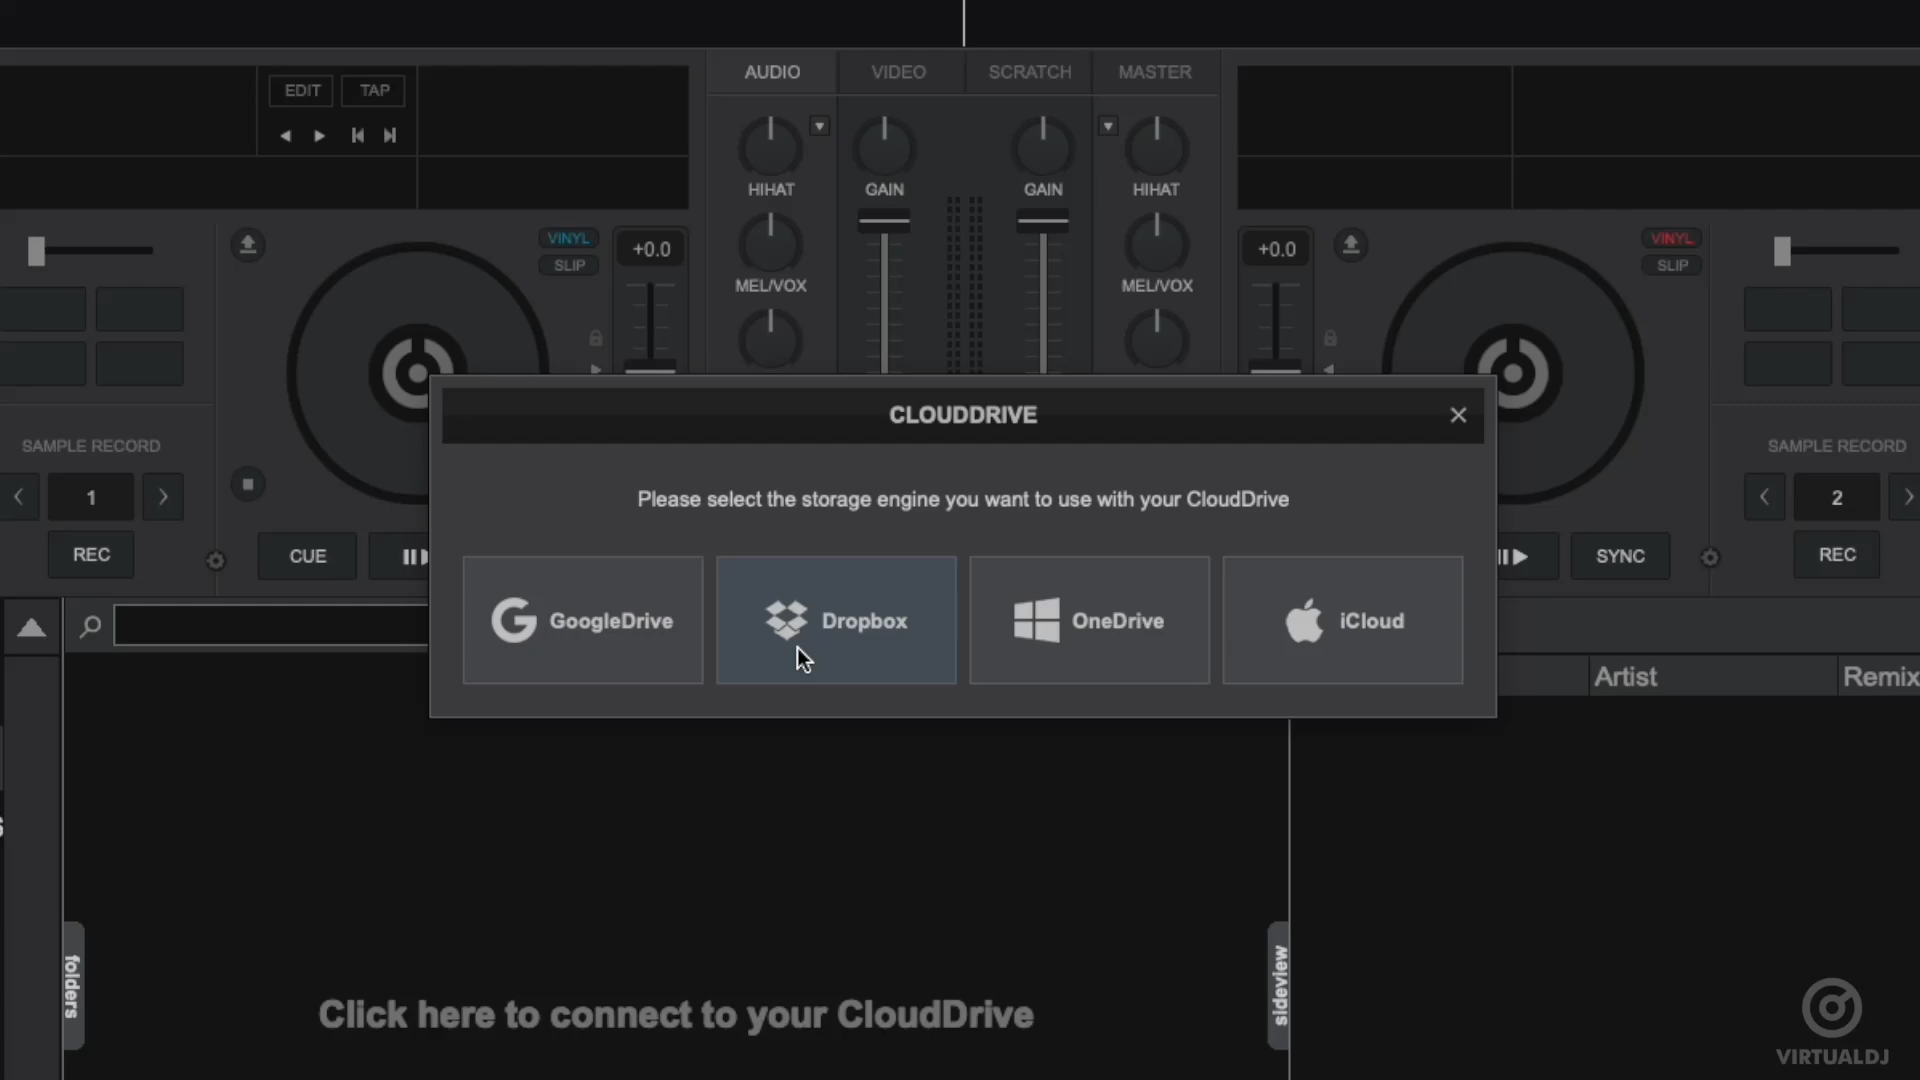 AUDIO VIDEO SCRATCH MASTER
EDIT TAP
HIHAT GAIN GAIN HIHAT
VINYL
SLIP
+0.0
MEL/VOX
+0.0
MEL/VOX
VINYL
SLIP
CLOUDDRIVE
Please select the storage engine you want to use with your CloudDrive
GoogleDrive Dropbox OneDrive iCloud
SAMPLE RECORD
1
REC
CUE
SYNC
SAMPLE RECORD
2
REC
Artist Remix
folders
Click here to connect to your CloudDrive
sideview
VIRTUALDJ